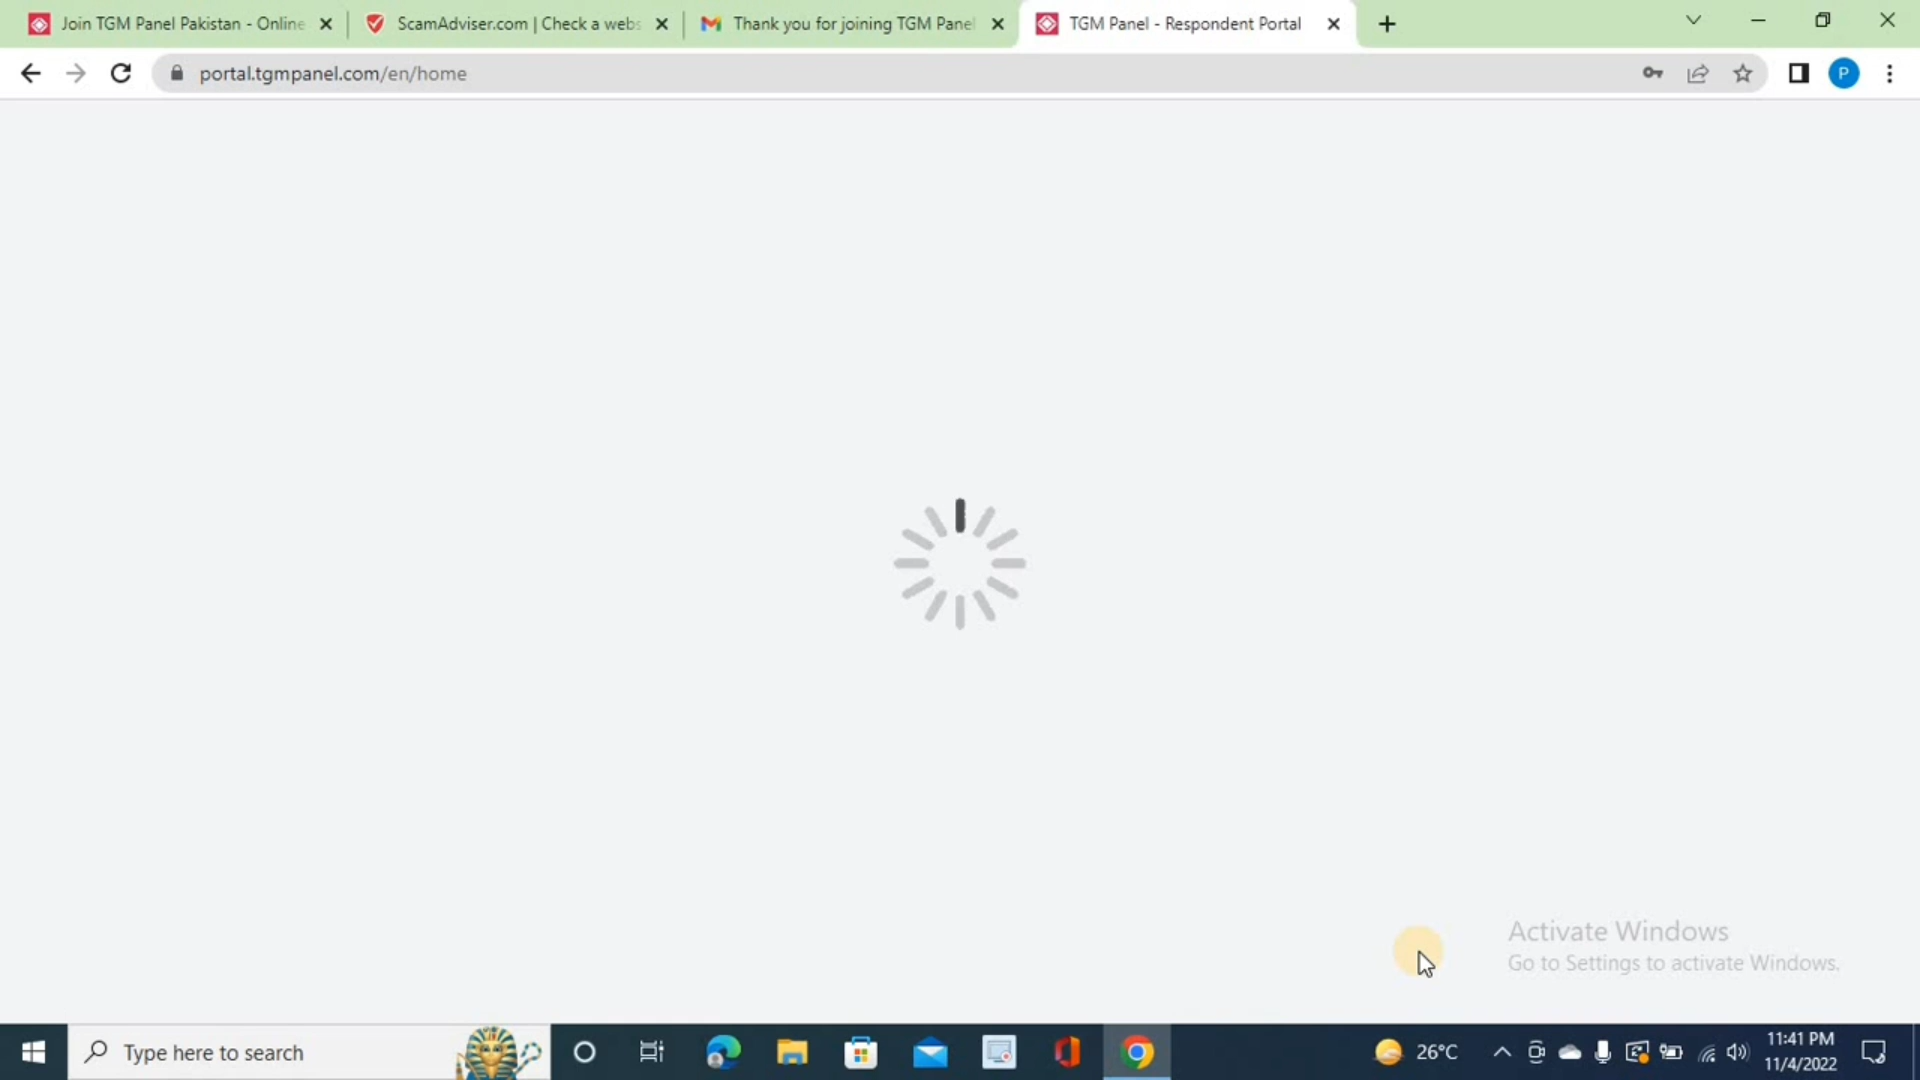 Join TGM Panel Pakistan - Online
ScamAdviser.com | Check a webs
Thank you for joining TGM Panel
TGM Panel - Respondent Portal
portal.tgmpanel.com/en/home
P
Activate Windows
Go to Settings to activate Windows.
Type here to search
26°C
11:41 PM
11/4/2022